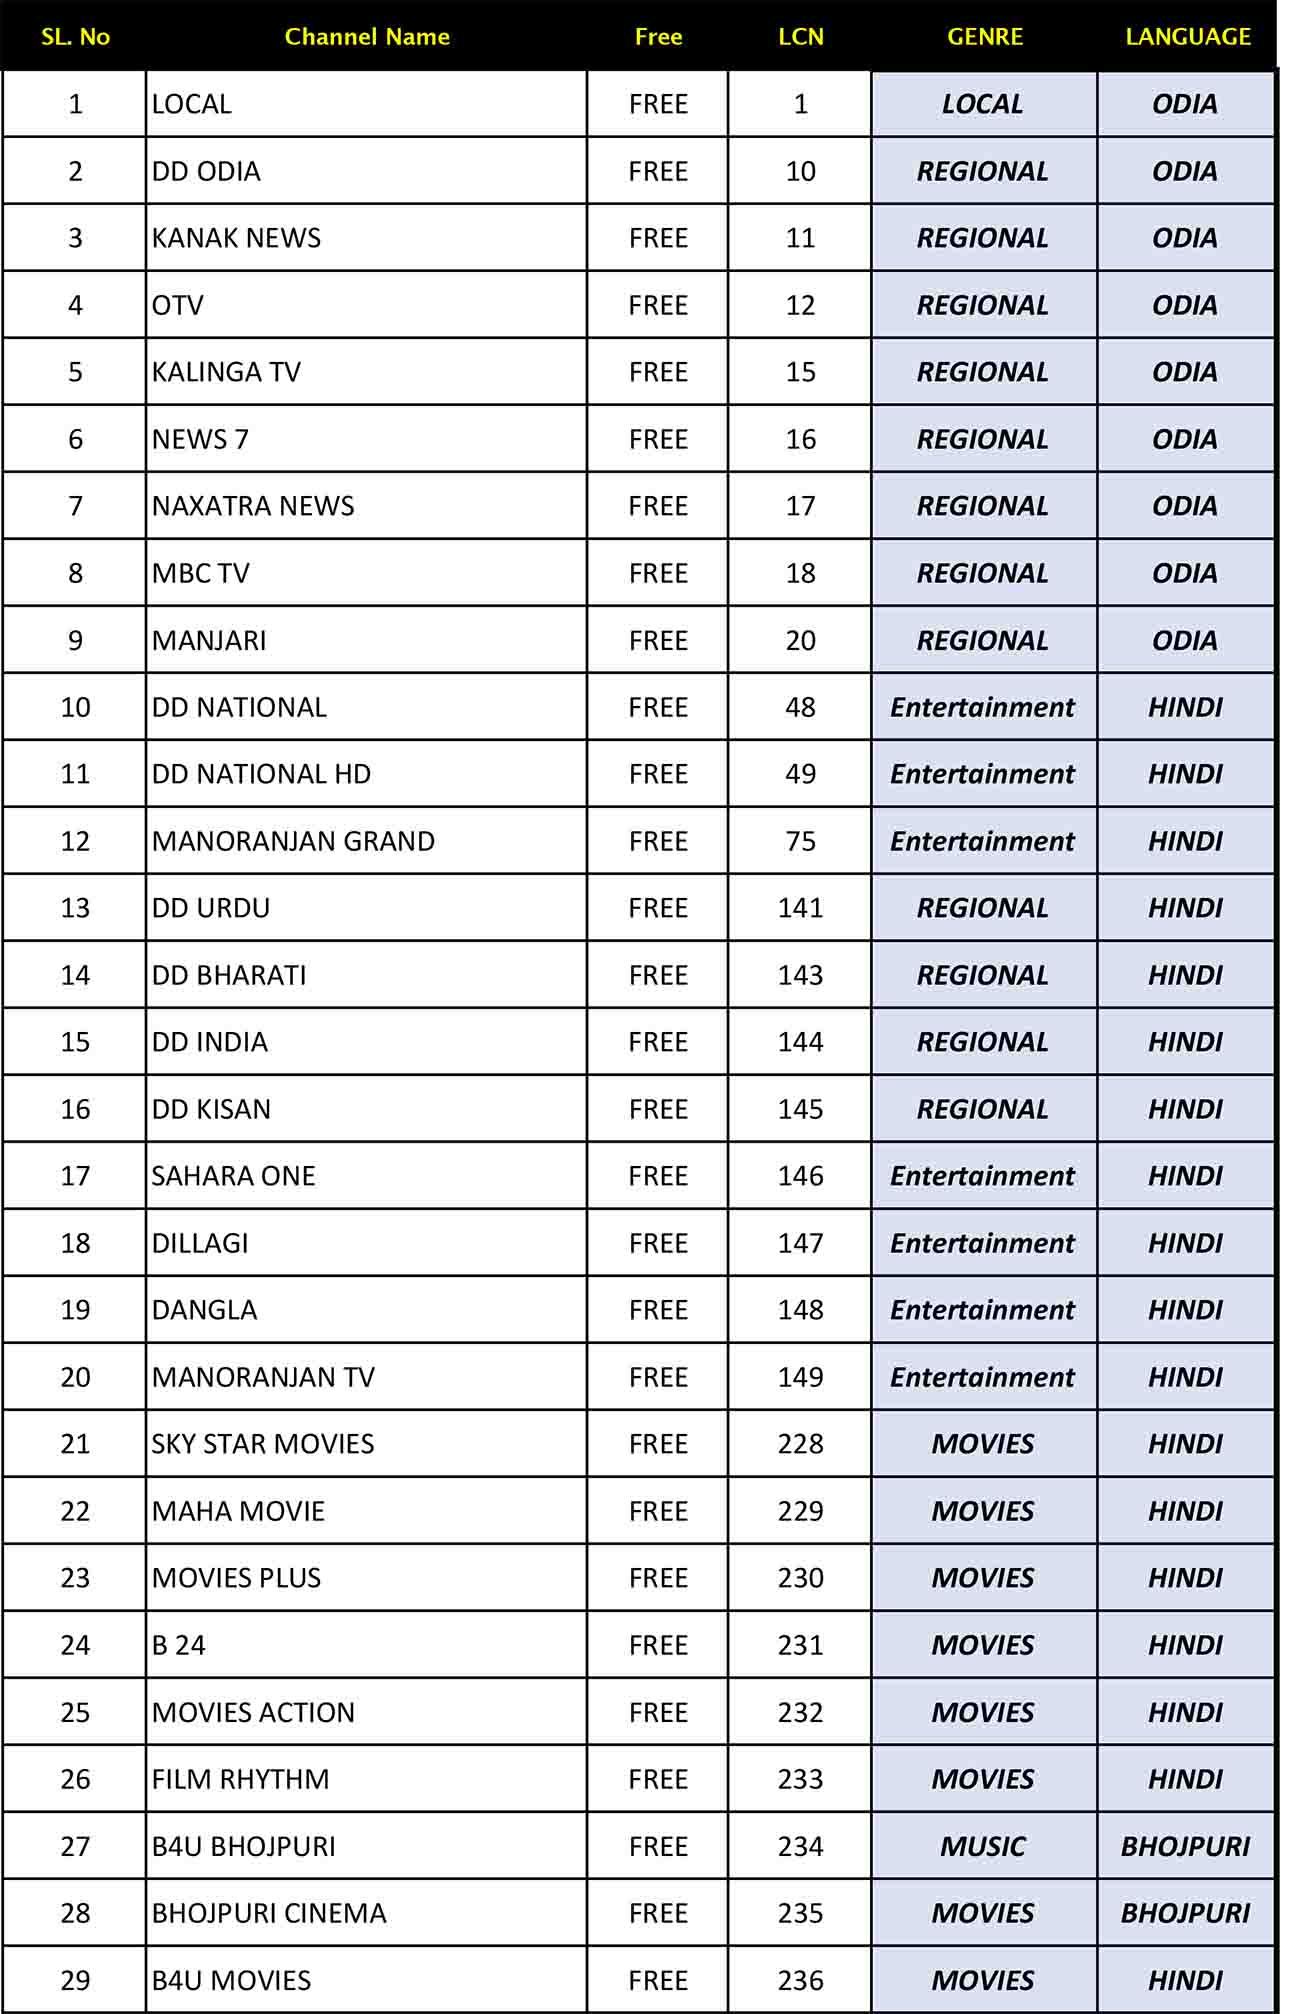 SL. No Channel Name Free LCN GENRE LANGUAGE
1 LOCAL FREE 1 LOCAL ODIA
2 DD ODIA FREE 10 REGIONAL ODIA
3 KANAK NEWS FREE 11 REGIONAL ODIA
4 OTV FREE 12 REGIONAL ODIA
5 KALINGA TV FREE 15 REGIONAL ODIA
6 NEWS 7 FREE 16 REGIONAL ODIA
7 NAXATRA NEWS FREE 17 REGIONAL ODIA
8 MBC TV FREE 18 REGIONAL ODIA
9 MANJARI FREE 20 REGIONAL ODIA
10 DD NATIONAL FREE 48 Entertainment HINDI
11 DD NATIONAL HD FREE 49 Entertainment HINDI
12 MANORANJAN GRAND FREE 75 Entertainment HINDI
13 DD URDU FREE 141 REGIONAL HINDI
14 DD BHARATI FREE 143 REGIONAL HINDI
15 DD INDIA FREE 144 REGIONAL HINDI
16 DD KISAN FREE 145 REGIONAL HINDI
17 SAHARA ONE FREE 146 Entertainment HINDI
18 DILLAGI FREE 147 Entertainment HINDI
19 DANGLA FREE 148 Entertainment HINDI
20 MANORANJAN TV FREE 149 Entertainment HINDI
21 SKY STAR MOVIES FREE 228 MOVIES HINDI
22 MAHA MOVIE FREE 229 MOVIES HINDI
23 MOVIES PLUS FREE 230 MOVIES HINDI
24 B 24 FREE 231 MOVIES HINDI
25 MOVIES ACTION FREE 232 MOVIES HINDI
26 FILM RHYTHM FREE 233 MOVIES HINDI
27 B4U BHOJPURI FREE 234 MUSIC BHOJPURI
28 BHOJPURI CINEMA FREE 235 MOVIES BHOJPURI
29 B4U MOVIES FREE 236 MOVIES HINDI